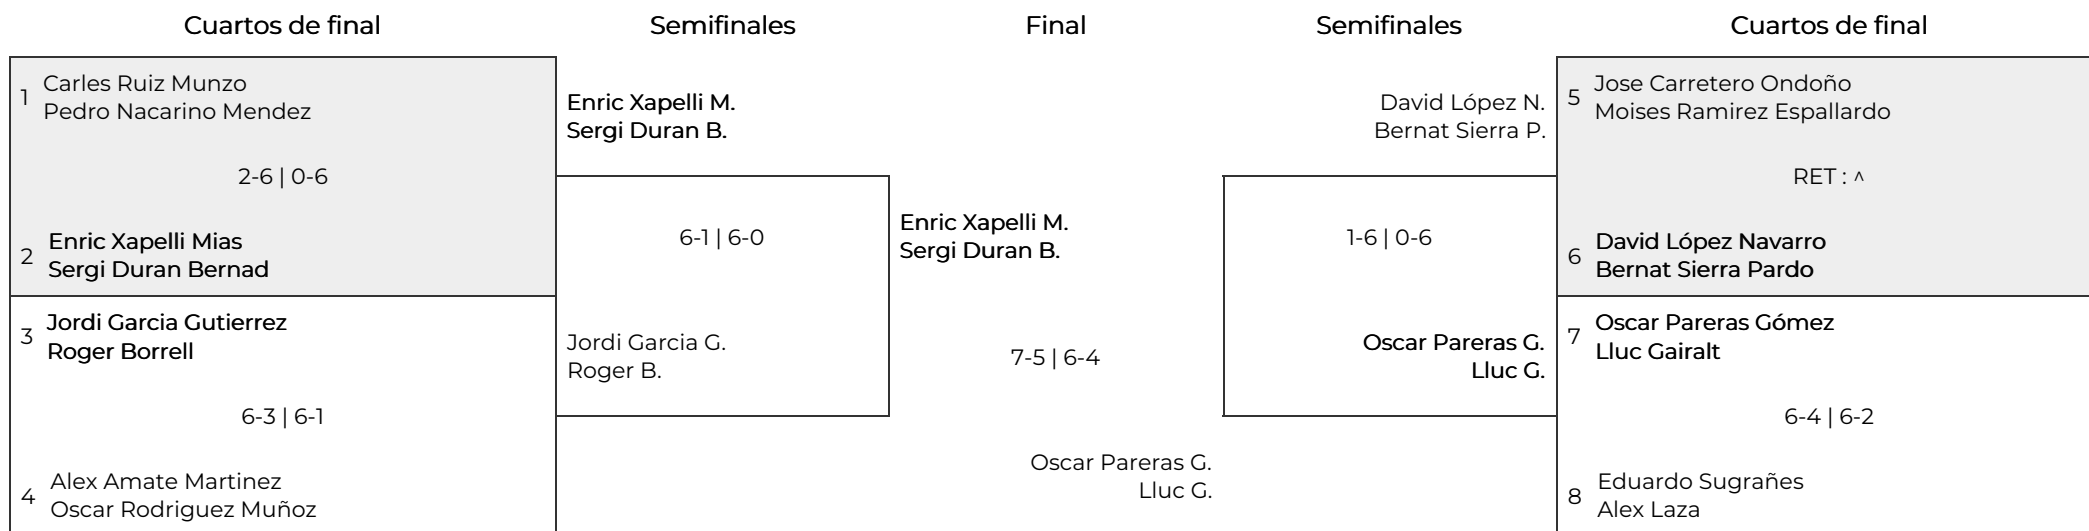 Cuartos de final
Semifinales
Final
Semifinales
Cuartos de final
1
Carles Ruiz Munzo
Pedro Nacarino Mendez
2-6 | 0-6
2
Enric Xapelli Mias
Sergi Duran Bernad
3
Jordi Garcia Gutierrez
Roger Borrell
6-3 | 6-1
4
Alex Amate Martinez
Oscar Rodriguez Muñoz
Enric Xapelli M.
Sergi Duran B.
6-1 | 6-0
Jordi Garcia G.
Roger B.
Enric Xapelli M.
Sergi Duran B.
7-5 | 6-4
Oscar Pareras G.
Lluc G.
David López N.
Bernat Sierra P.
1-6 | 0-6
Oscar Pareras G.
Lluc G.
5
Jose Carretero Ondoño
Moises Ramirez Espallardo
RET : ^
6
David López Navarro
Bernat Sierra Pardo
7
Oscar Pareras Gómez
Lluc Gairalt
6-4 | 6-2
8
Eduardo Sugrañes
Alex Laza